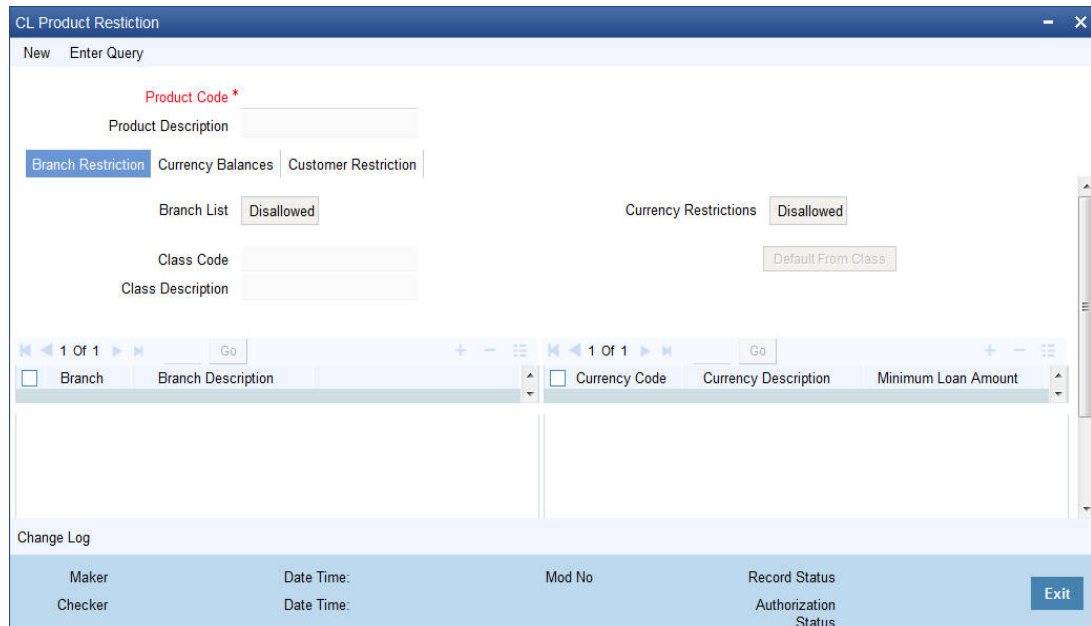 CL Product Restiction
New Enter Query
Product Code *
Product Description
Branch Restriction Currency Balances Customer Restriction
Branch List Disallowed Currency Restrictions Disallowed
Class Code Default From Class
Class Description
1 Of 1 Go 1 Of 1 Go
Branch Branch Description Currency Code Currency Description Minimum Loan Amount
Change Log
Maker Date Time: Mod No Record Status
Checker Date Time: Authorization Status
Exit